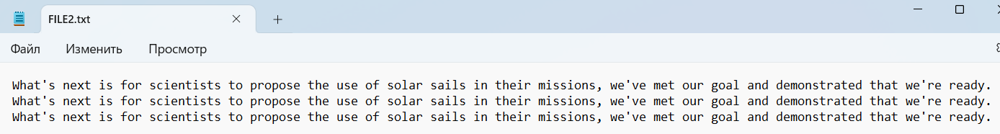 FILE2.txt
Файл Изменить Просмотр
What's next is for scientists to propose the use of solar sails in their missions, we've met our goal and demonstrated that we're ready.
What's next is for scientists to propose the use of solar sails in their missions, we've met our goal and demonstrated that we're ready.
What's next is for scientists to propose the use of solar sails in their missions, we've met our goal and demonstrated that we're ready.